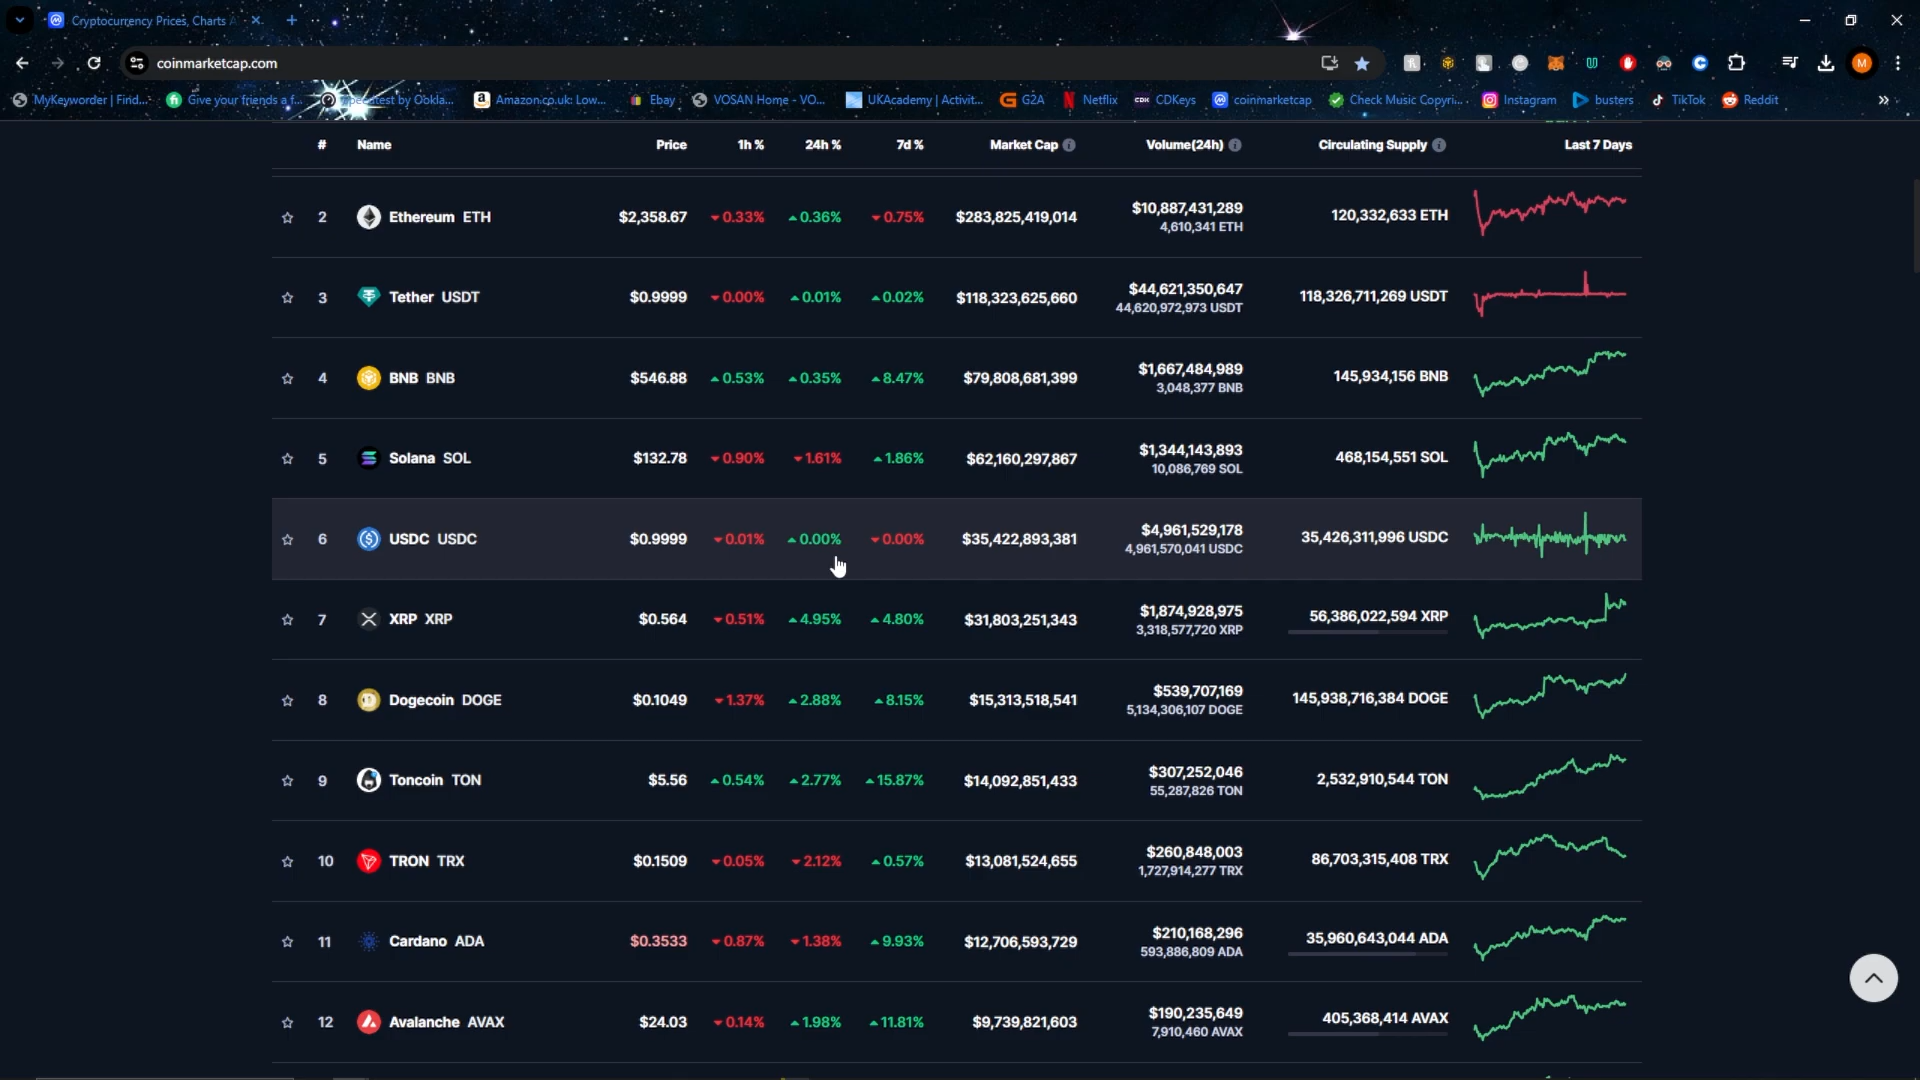 Cryptocurrency Prices, Charts A
coinmarketcap.com
M
MyKeyworder | Find... Give your friends a f... Speedtest by Ookla... Amazon.co.uk: Low... Ebay VOSAN Home - VO... UKAcademy | Activit... G2A Netflix CDKeys coinmarketcap Check Music Copyri... Instagram busters TikTok Reddit »
# Name Price 1h % 24h % 7d % Market Cap Volume(24h) Circulating Supply Last 7 Days
2 Ethereum ETH $2,358.67 0.33% 0.36% 0.75% $283,825,419,014 $10,887,431,289 120,332,633 ETH
4,610,341 ETH
3 Tether USDT $0.9999 0.00% 0.01% 0.02% $118,323,625,660 $44,621,350,647 118,326,711,269 USDT
44,620,972,973 USDT
4 BNB BNB $546.88 0.53% 0.35% 8.47% $79,808,681,399 $1,667,484,989 145,934,156 BNB
3,048,377 BNB
5 Solana SOL $132.78 0.90% 1.61% 1.86% $62,160,297,867 $1,344,143,893 468,154,551 SOL
10,086,769 SOL
6 USDC USDC $0.9999 0.01% 0.00% 0.00% $35,422,893,381 $4,961,529,178 35,426,311,996 USDC
4,961,570,041 USDC
7 XRP XRP $0.564 0.51% 4.95% 4.80% $31,803,251,343 $1,874,928,975 56,386,022,594 XRP
3,318,577,720 XRP
8 Dogecoin DOGE $0.1049 1.37% 2.88% 8.15% $15,313,518,541 $539,707,169 145,938,716,384 DOGE
5,134,306,107 DOGE
9 Toncoin TON $5.56 0.54% 2.77% 15.87% $14,092,851,433 $307,252,046 2,532,910,544 TON
55,287,826 TON
10 TRON TRX $0.1509 0.05% 2.12% 0.57% $13,081,524,655 $260,848,003 86,703,315,408 TRX
1,727,914,277 TRX
11 Cardano ADA $0.3533 0.87% 1.38% 9.93% $12,706,593,729 $210,168,296 35,960,643,044 ADA
593,886,809 ADA
12 Avalanche AVAX $24.03 0.14% 1.98% 11.81% $9,739,821,603 $190,235,649 405,368,414 AVAX
7,910,460 AVAX